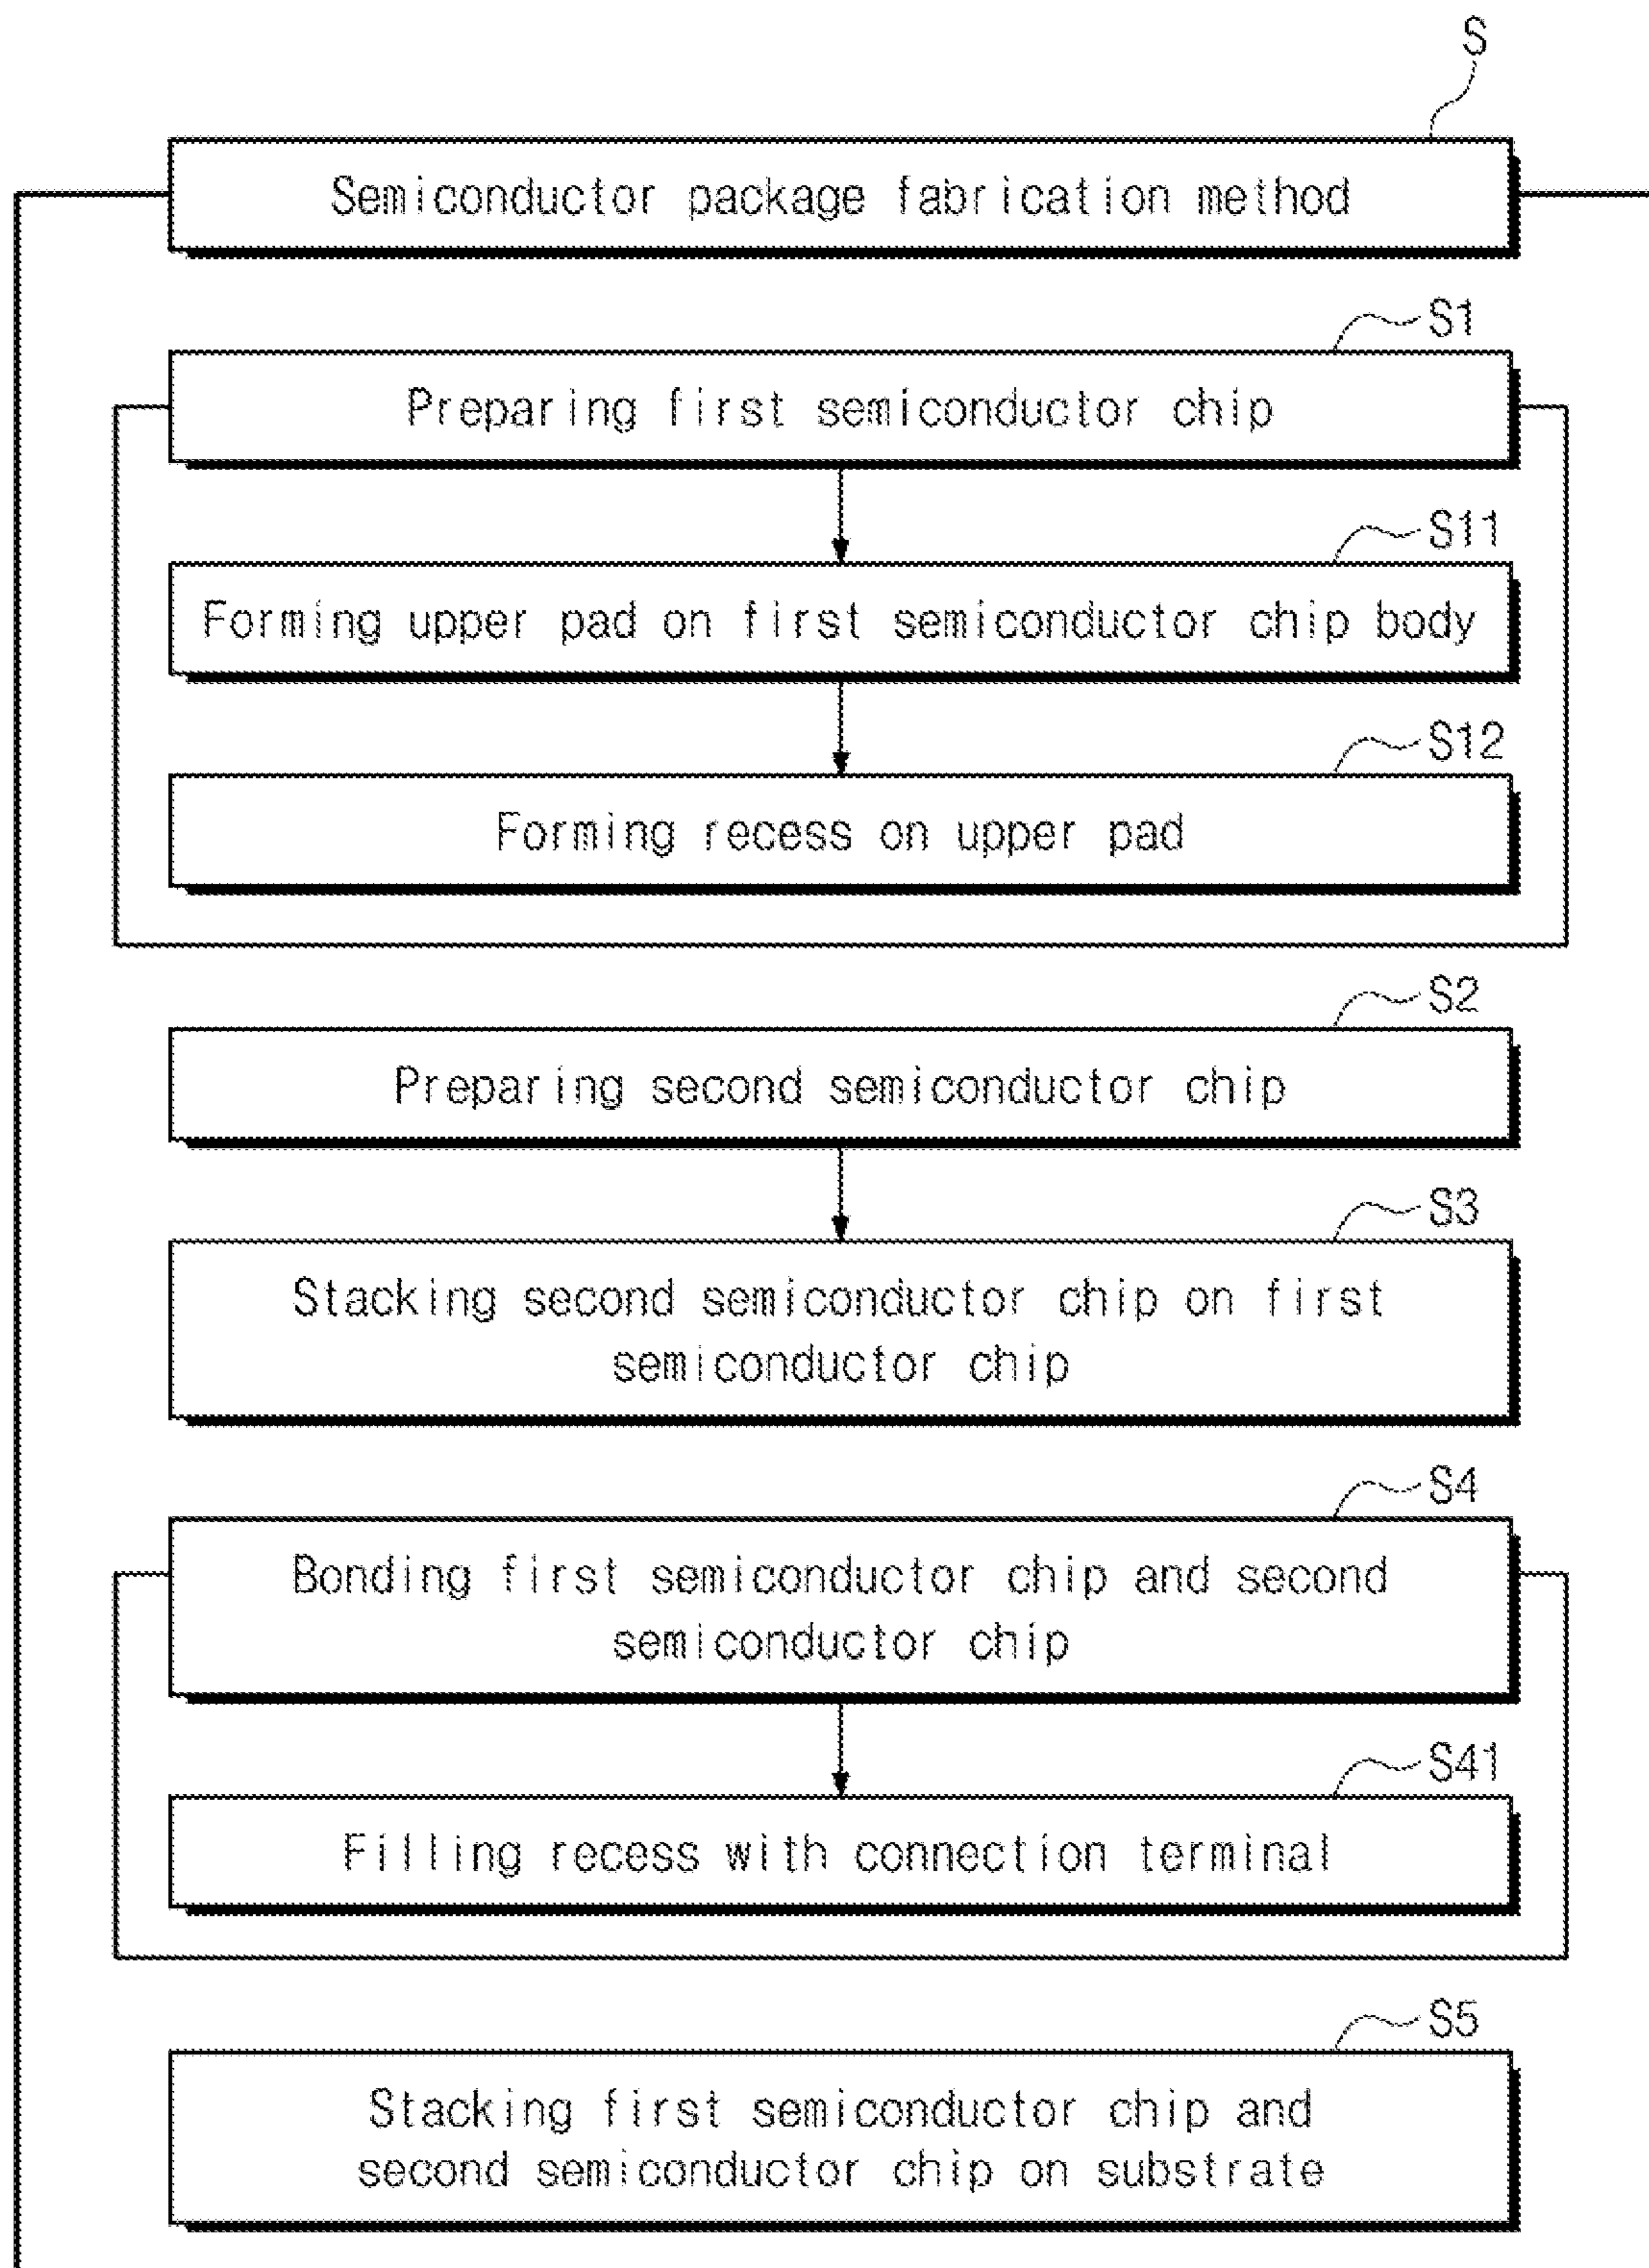 S
Semiconductor package fabrication method
S1
Preparing first semiconductor chip
S11
Forming upper pad on first semiconductor chip body
S12
Forming recess on upper pad
S2
Preparing second semiconductor chip
S3
Stacking second semiconductor chip on first
semiconductor chip
S4
Bonding first semiconductor chip and second
semiconductor chip
S41
Filling recess with connection terminal
S5
Stacking first semiconductor chip and
second semiconductor chip on substrate